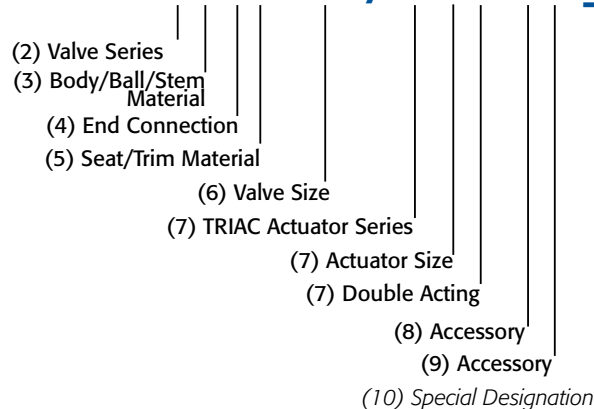 (2) Valve Series
(3) Body/Ball/Stem
Material
(4) End Connection
(5) Seat/Trim Material
(6) Valve Size
(7) TRIAC Actuator Series
(7) Actuator Size
(7) Double Acting
(8) Accessory
(9) Accessory
(10) Special Designation